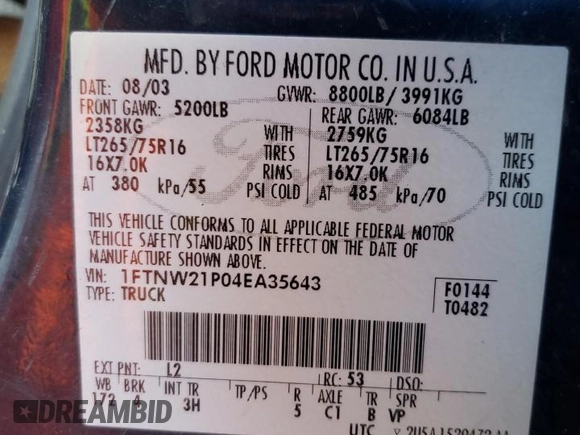 MFD. BY FORD MOTOR CO. IN U.S.A.
DATE: 08/03 GVWR: 8800LB/ 3991KG
FRONT GAWR: 5200LB REAR GAWR: 6084LB
2358KG WITH 2759KG WITH
LT265/75R16 TIRES LT265/75R16 TIRES
16X7.0K RIMS 16X7.0K RIMS
AT 380 kPa/55 PSI COLD AT 485 kPa/70 PSI COLD
Ford
THIS VEHICLE CONFORMS TO ALL APPLICABLE FEDERAL MOTOR
VEHICLE SAFETY STANDARDS IN EFFECT ON THE DATE OF
MANUFACTURE SHOWN ABOVE.
VIN: 1FTNW21P04EA35643 F0144
TYPE: TRUCK T0482
EXT PNT: L2 RC: 53 DSO:
WB BRK INT TR TP/PS R AXLE TR SPR
172 4 3H 5 C1 B VP
UTC
DREAMBID